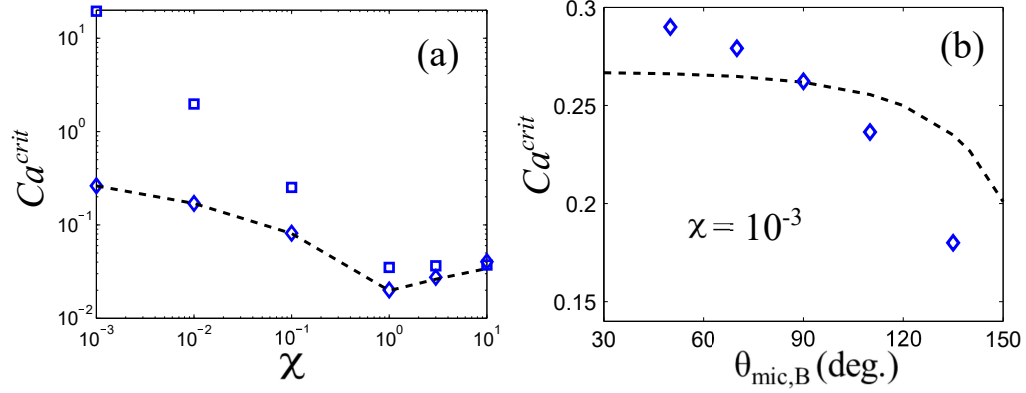 (a)
Ca^crit
10^1
10^0
10^-1
10^-2
10^-3
10^-2
10^-1
10^0
10^1
χ
(b)
Ca^crit
0.3
0.25
0.2
0.15
χ = 10^-3
30
60
90
120
150
θ_mic,B (deg.)